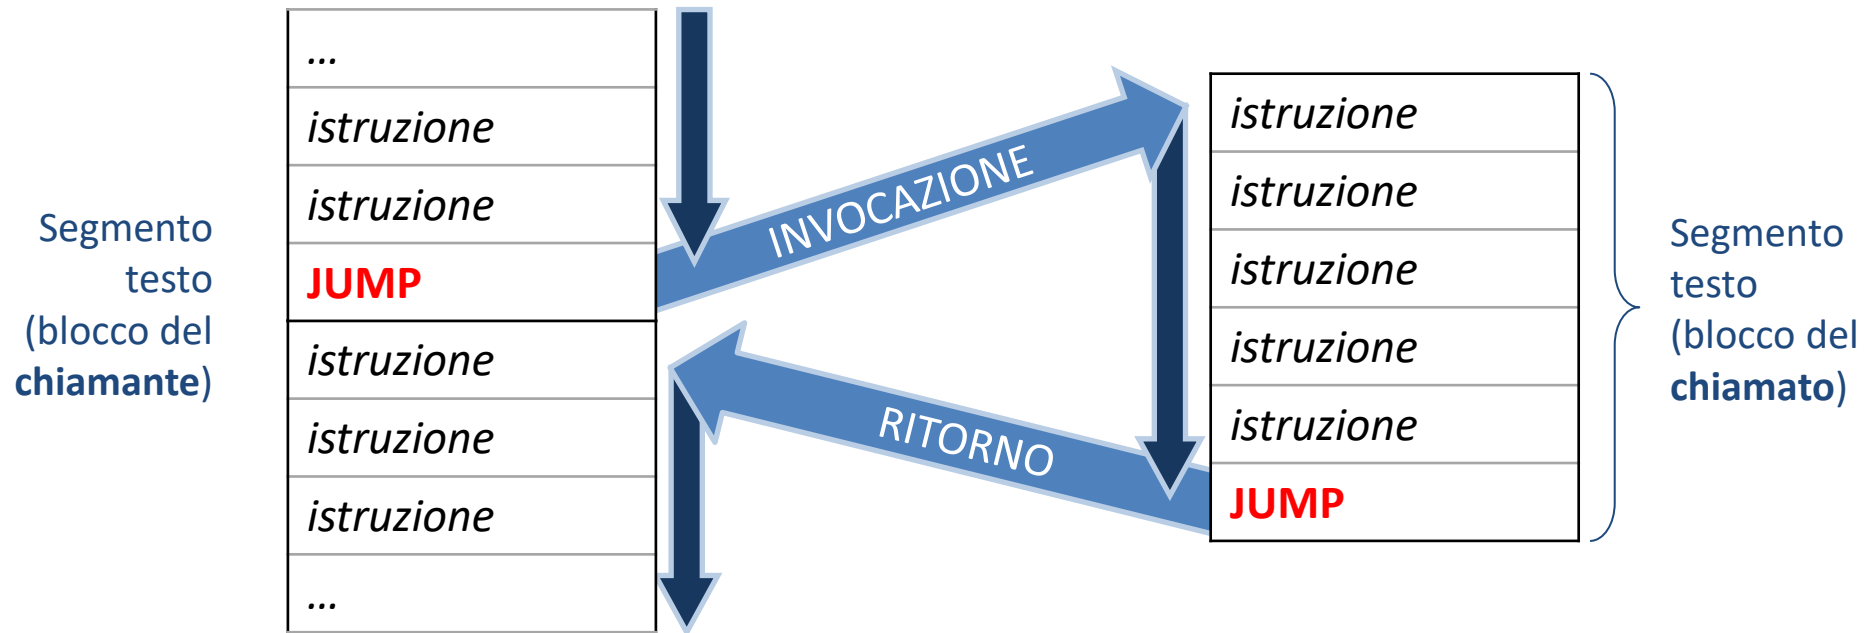 Segmento
testo
(blocco del
chiamante)
...
istruzione
istruzione
JUMP
istruzione
istruzione
istruzione
...
INVOCAZIONE
RITORNO
istruzione
istruzione
istruzione
istruzione
istruzione
JUMP
Segmento
testo
(blocco del
chiamato)